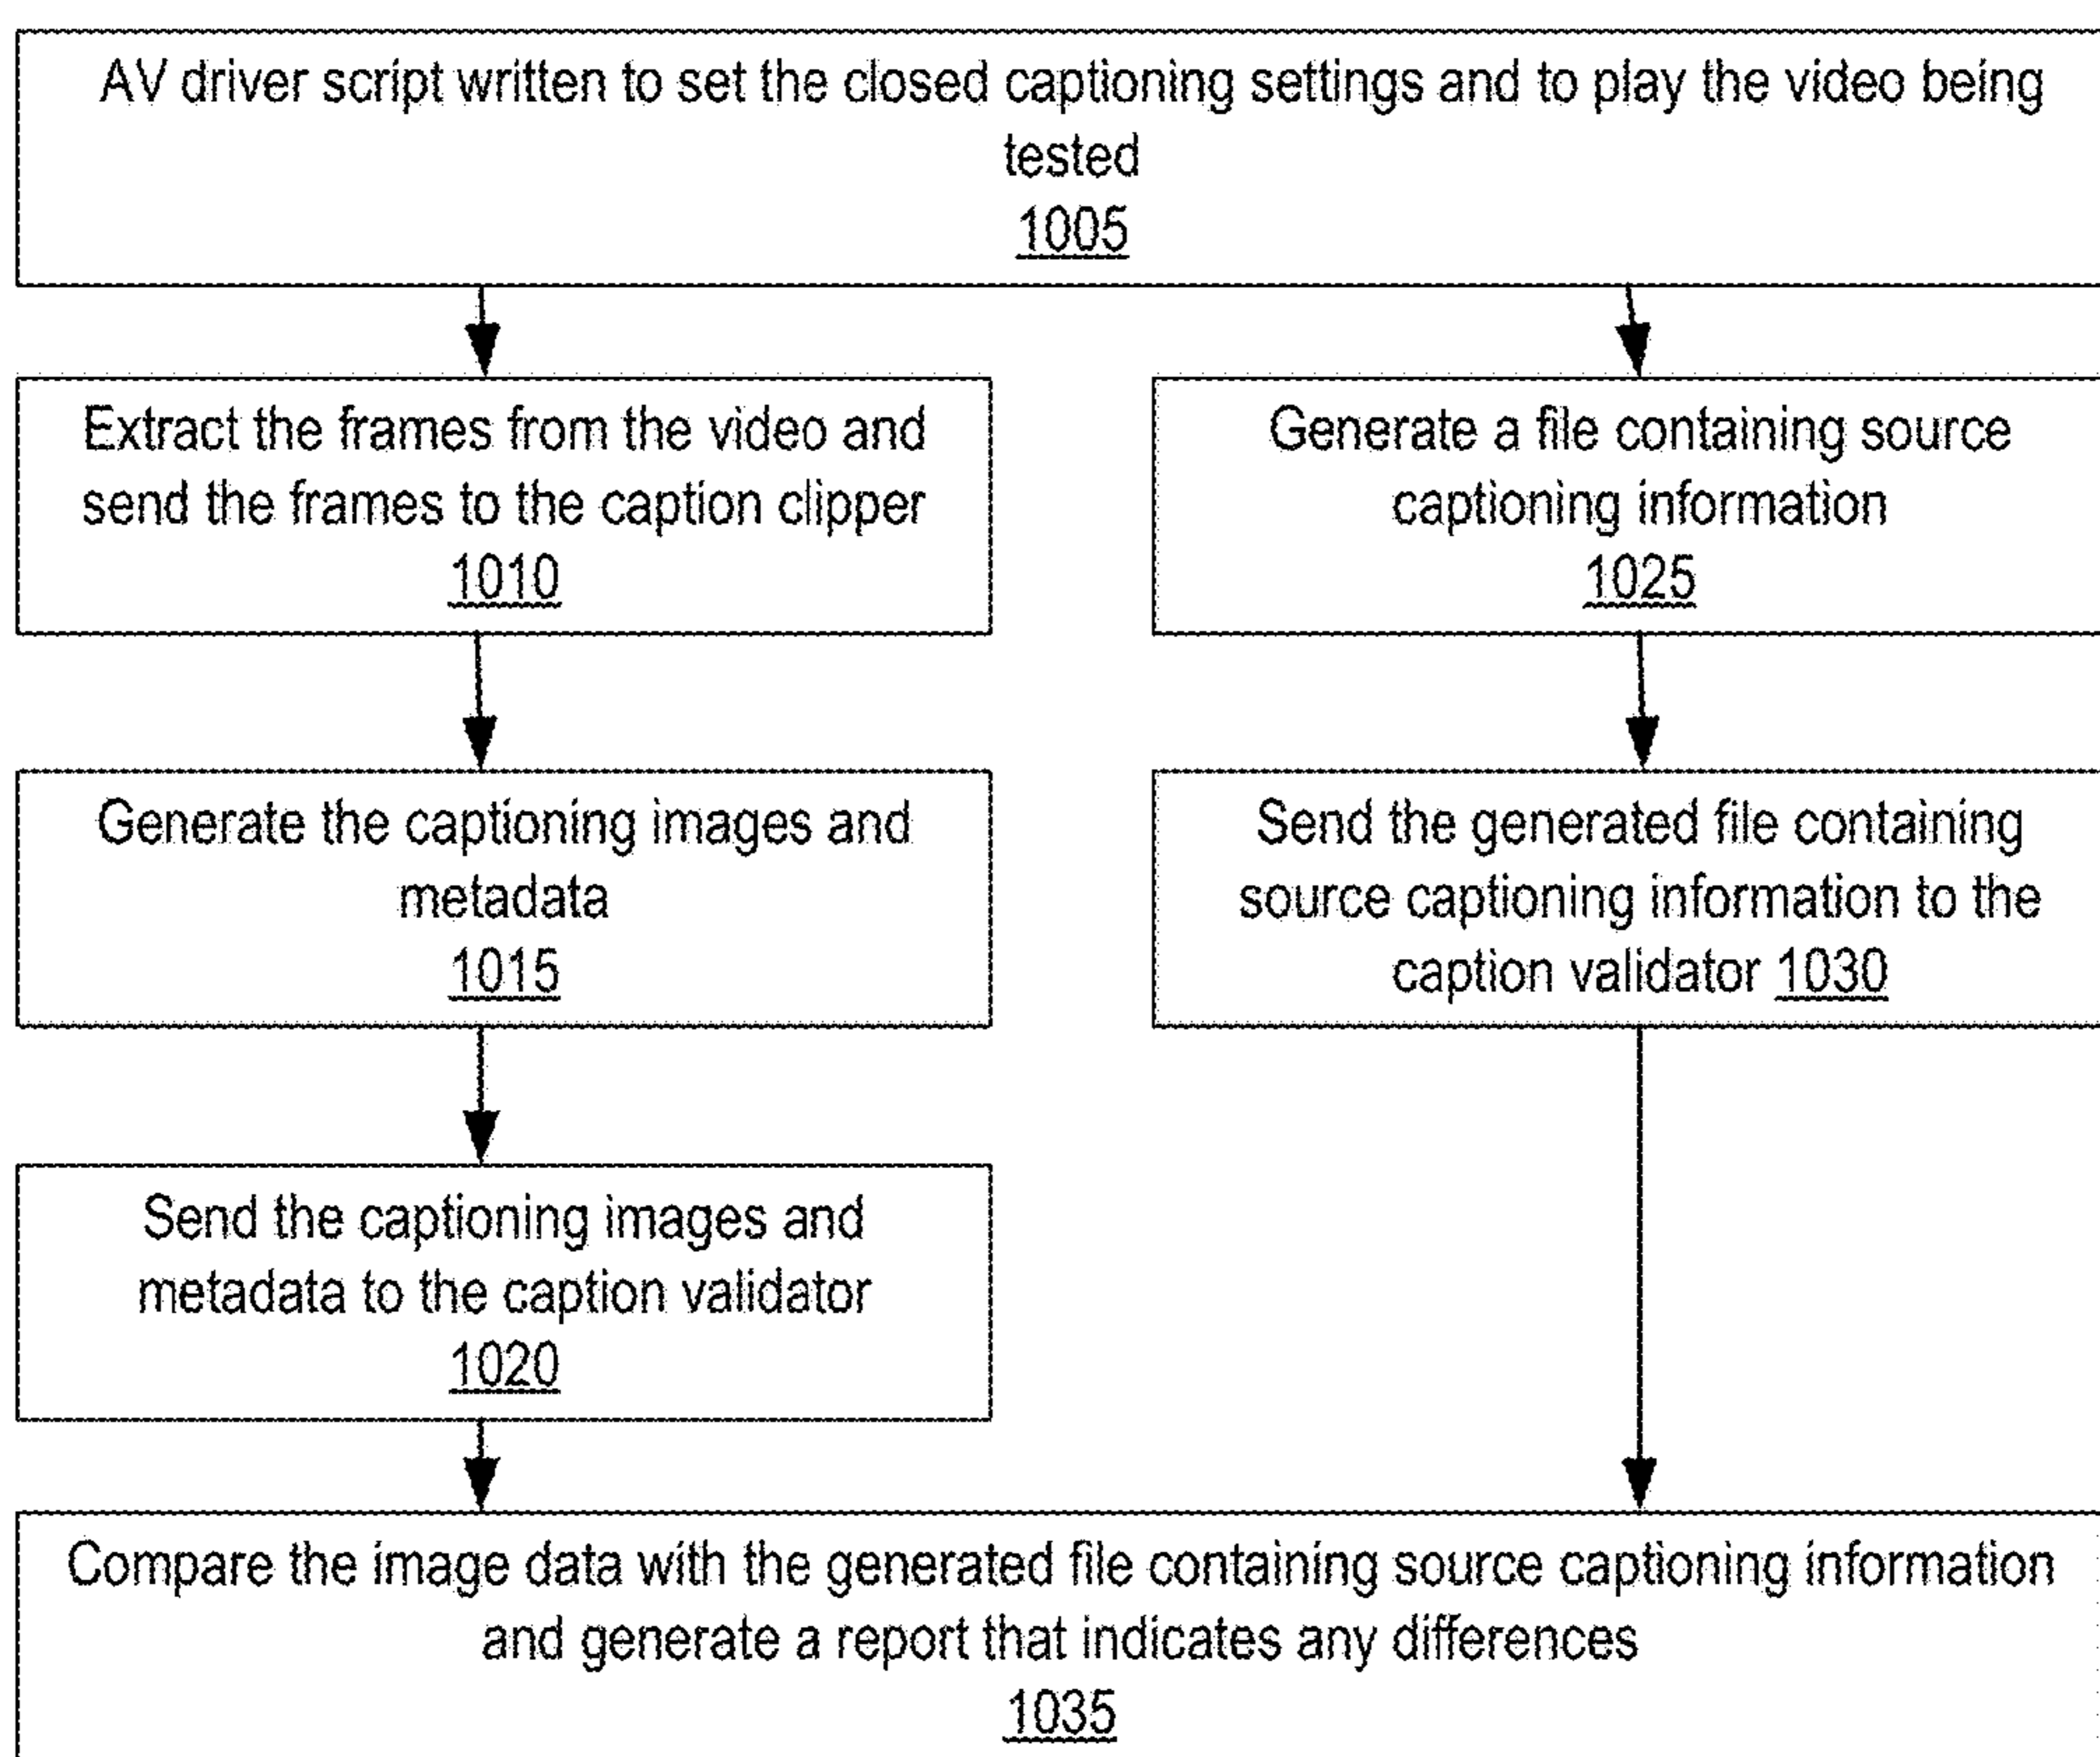 AV driver script written to set the closed captioning settings and to play the video being
tested
1005
Extract the frames from the video and
send the frames to the caption clipper
1010
Generate a file containing source
captioning information
1025
Generate the captioning images and
metadata
1015
Send the generated file containing
source captioning information to the
caption validator 1030
Send the captioning images and
metadata to the caption validator
1020
Compare the image data with the generated file containing source captioning information
and generate a report that indicates any differences
1035